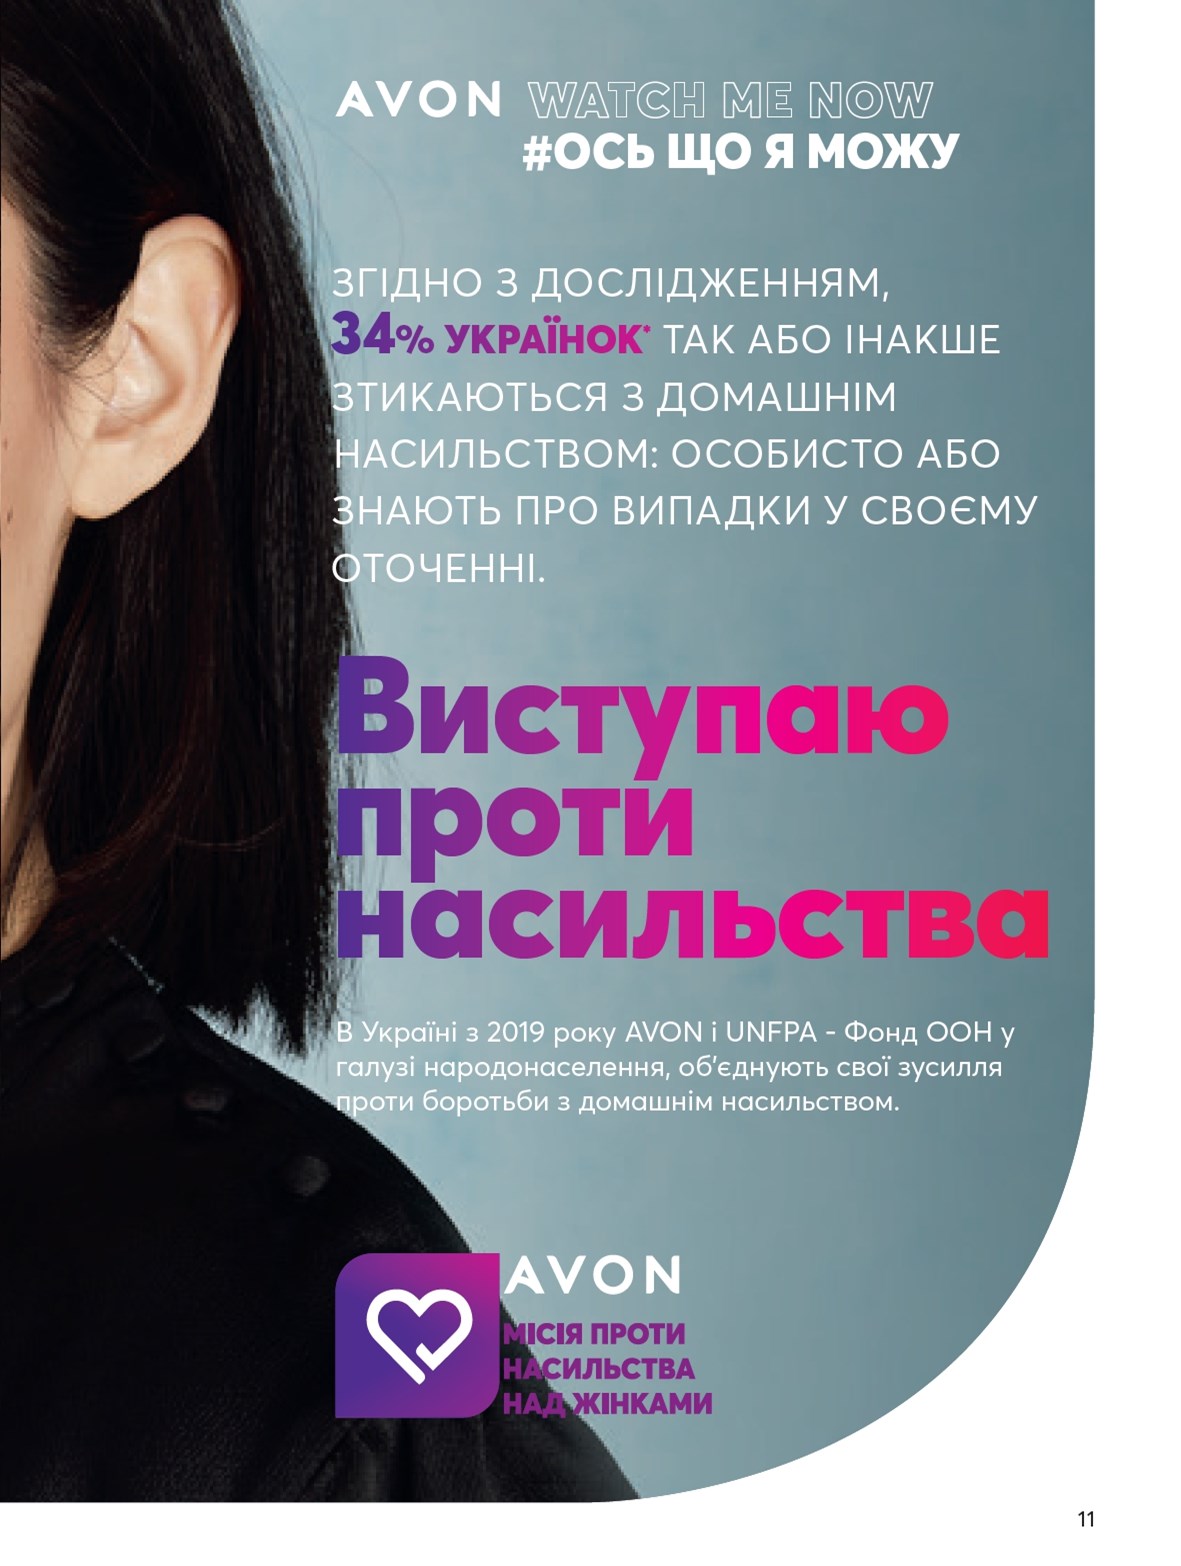 AVON WATCH ME NOW
#ОСЬ ЩО Я МОЖУ
ЗГІДНО З ДОСЛІДЖЕННЯМ,
34% УКРАЇНОК* ТАК АБО ІНАКШЕ
ЗТИКАЮТЬСЯ З ДОМАШНІМ
НАСИЛЬСТВОМ: ОСОБИСТО АБО
ЗНАЮТЬ ПРО ВИПАДКИ У СВОЄМУ
ОТОЧЕННІ.
Виступаю
проти
насильства
В Україні з 2019 року AVON і UNFPA - Фонд ООН у
галузі народонаселення, об'єднують свої зусилля
проти боротьби з домашнім насильством.
AVON
МІСІЯ ПРОТИ
НАСИЛЬСТВА
НАД ЖІНКАМИ
11